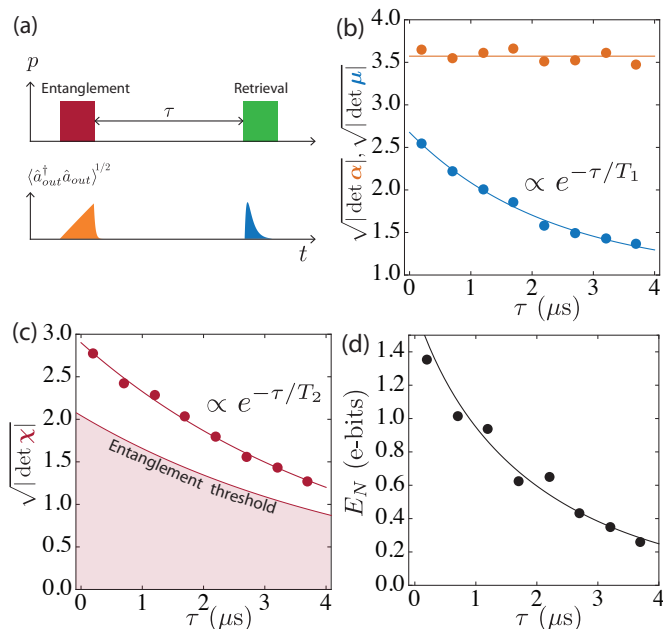 (a)
p
Entanglement
Retrieval
τ
⟨â†out âout⟩1/2
t
(b)
√|det α|, √|det μ|
4.0
3.5
3.0
2.5
2.0
1.5
1.0
∝ e−τ/T1
0 1 2 3 4
τ (μs)
(c)
√|det χ|
3.0
2.5
2.0
1.5
1.0
0.5
0.0
∝ e−τ/T2
Entanglement threshold
0 1 2 3 4
τ (μs)
(d)
EN (e-bits)
1.4
1.2
1.0
0.8
0.6
0.4
0.2
0
0 1 2 3 4
τ (μs)